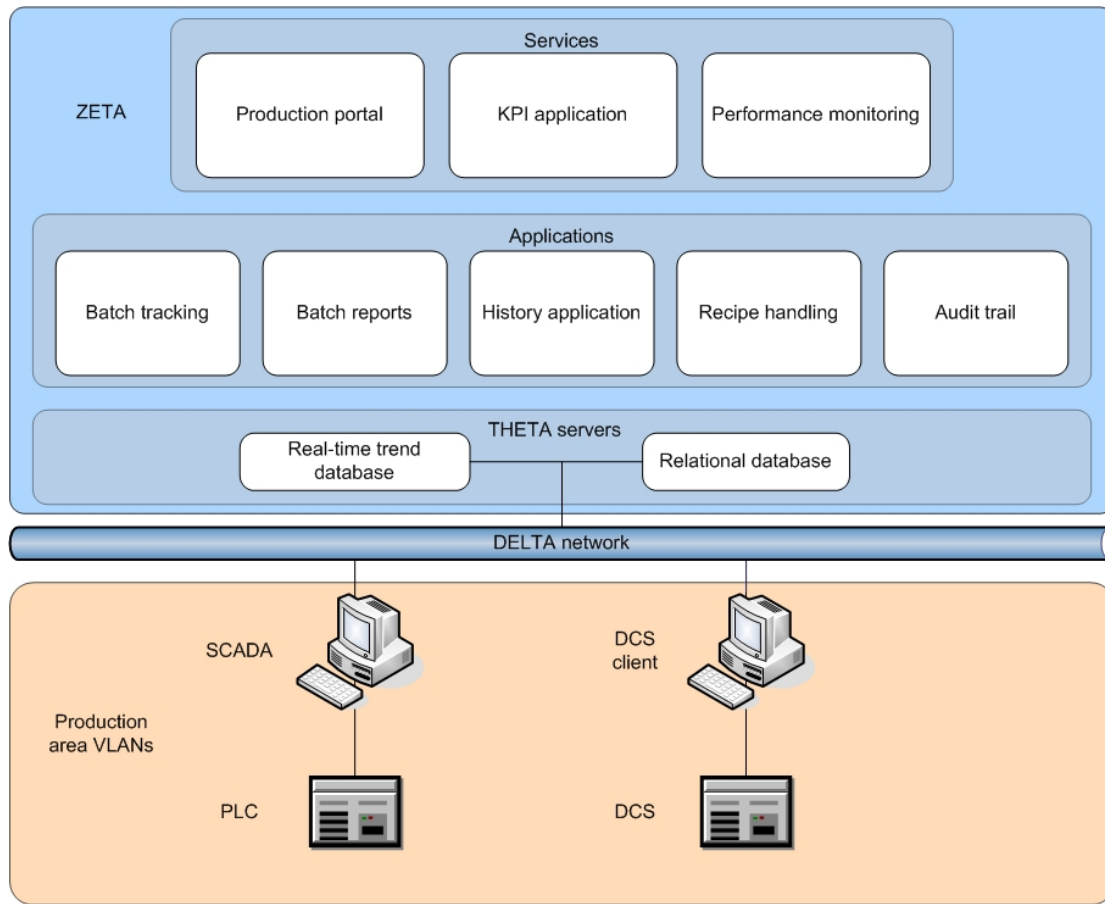 Services
ZETA
Production portal
KPI application
Performance monitoring
Applications
Batch tracking
Batch reports
History application
Recipe handling
Audit trail
THETA servers
Real-time trend
database
Relational database
DELTA network
SCADA
DCS
client
Production
area VLANs
PLC
DCS